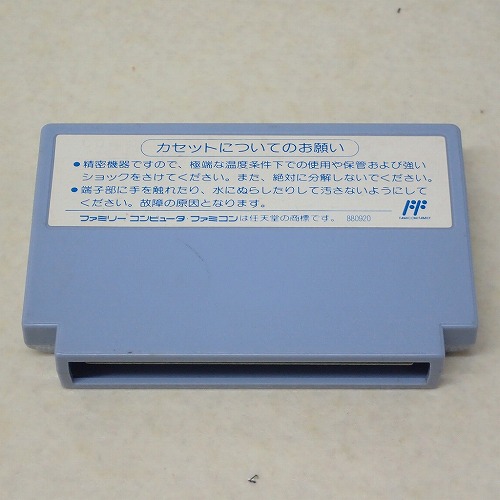 カセットについてのお願い
●精密機器ですので、極端な温度条件下での使用や保管および強い
ショックをさけてください。また、絶対に分解しないでください。
●端子部に手を触れたり、水にぬらしたりして汚さないようにして
ください。故障の原因となります。
ファミリーコンピュータ・ファミコンは任天堂の商標です。 880920